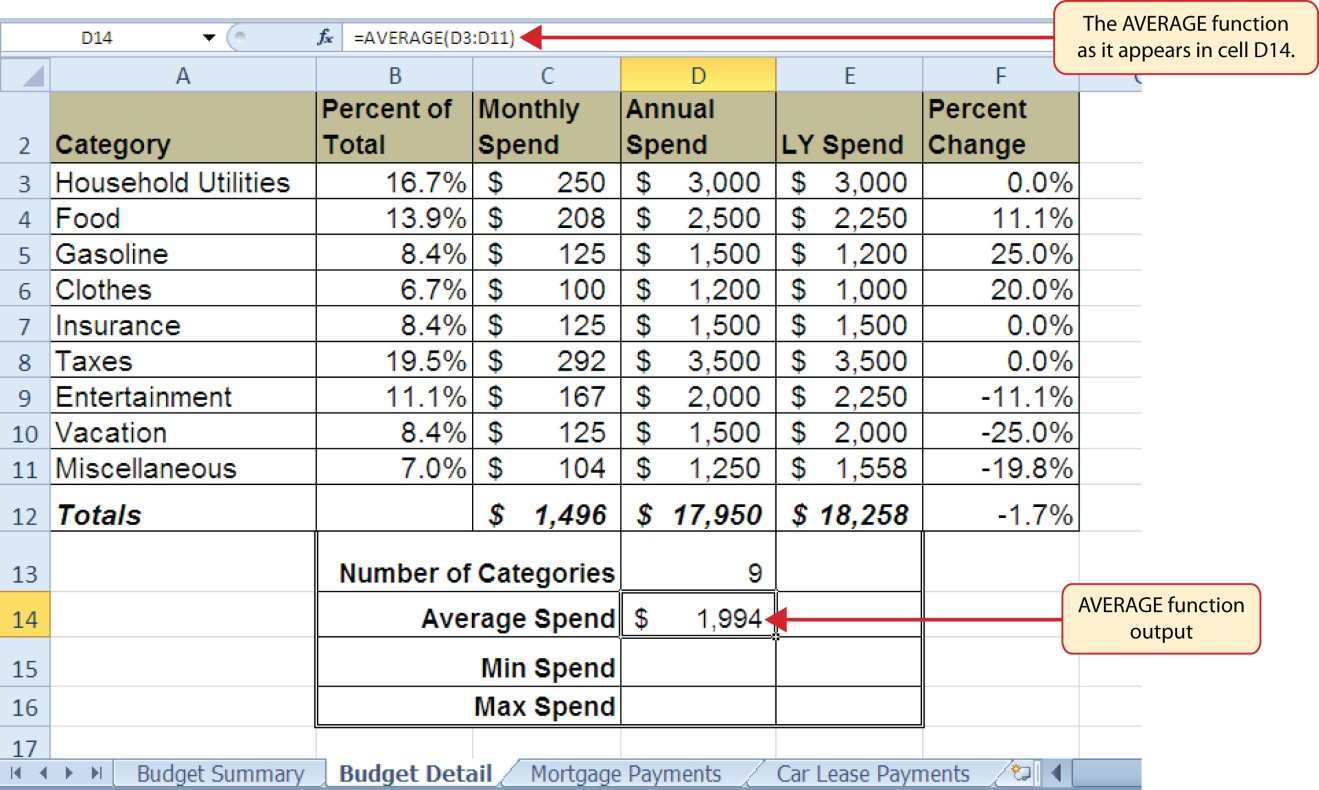 The AVERAGE function
as it appears in cell D14.
D14 fx =AVERAGE(D3:D11)
A B C D E F
2 Category Percent of Total Monthly Spend Annual Spend LY Spend Percent Change
3 Household Utilities 16.7% $ 250 $ 3,000 $ 3,000 0.0%
4 Food 13.9% $ 208 $ 2,500 $ 2,250 11.1%
5 Gasoline 8.4% $ 125 $ 1,500 $ 1,200 25.0%
6 Clothes 6.7% $ 100 $ 1,200 $ 1,000 20.0%
7 Insurance 8.4% $ 125 $ 1,500 $ 1,500 0.0%
8 Taxes 19.5% $ 292 $ 3,500 $ 3,500 0.0%
9 Entertainment 11.1% $ 167 $ 2,000 $ 2,250 -11.1%
10 Vacation 8.4% $ 125 $ 1,500 $ 2,000 -25.0%
11 Miscellaneous 7.0% $ 104 $ 1,250 $ 1,558 -19.8%
12 Totals $ 1,496 $ 17,950 $ 18,258 -1.7%
13 Number of Categories 9
14 Average Spend $ 1,994
AVERAGE function
output
15 Min Spend
16 Max Spend
17
Budget Summary Budget Detail Mortgage Payments Car Lease Payments